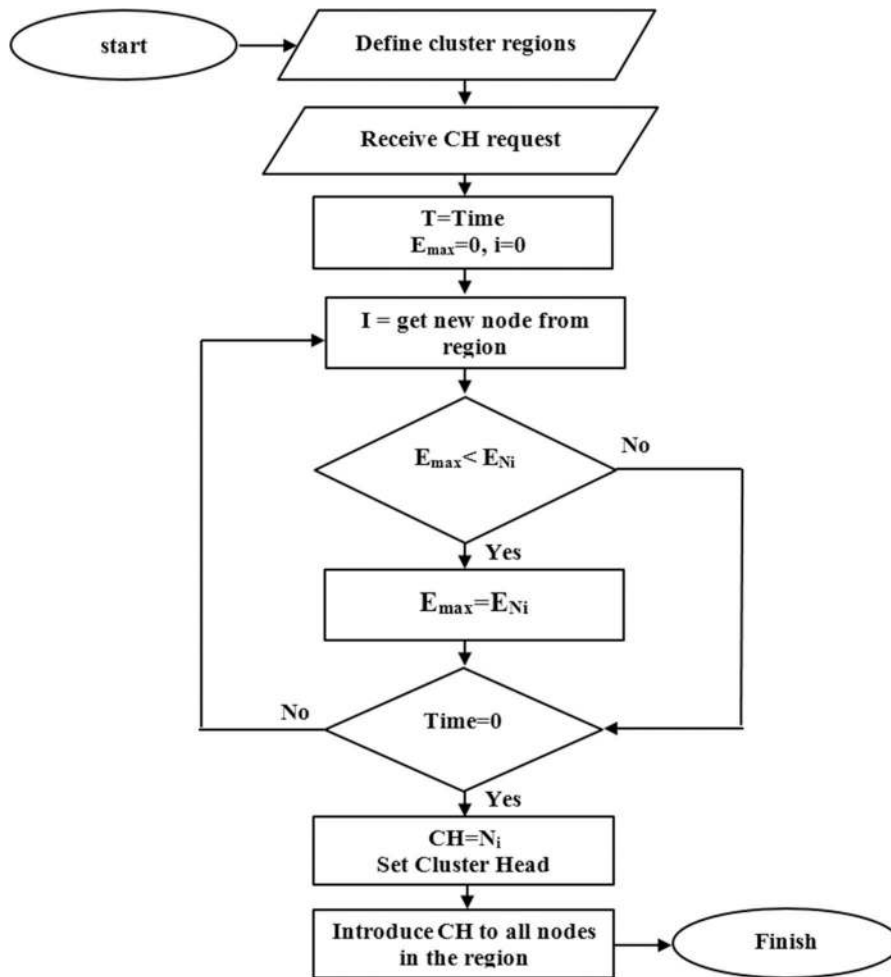 start
Define cluster regions
Receive CH request
T=Time
Emax=0, i=0
I = get new node from
region
Emax< ENi
No
Yes
Emax=ENi
No
Time=0
Yes
CH=Ni
Set Cluster Head
Introduce CH to all nodes
in the region
Finish